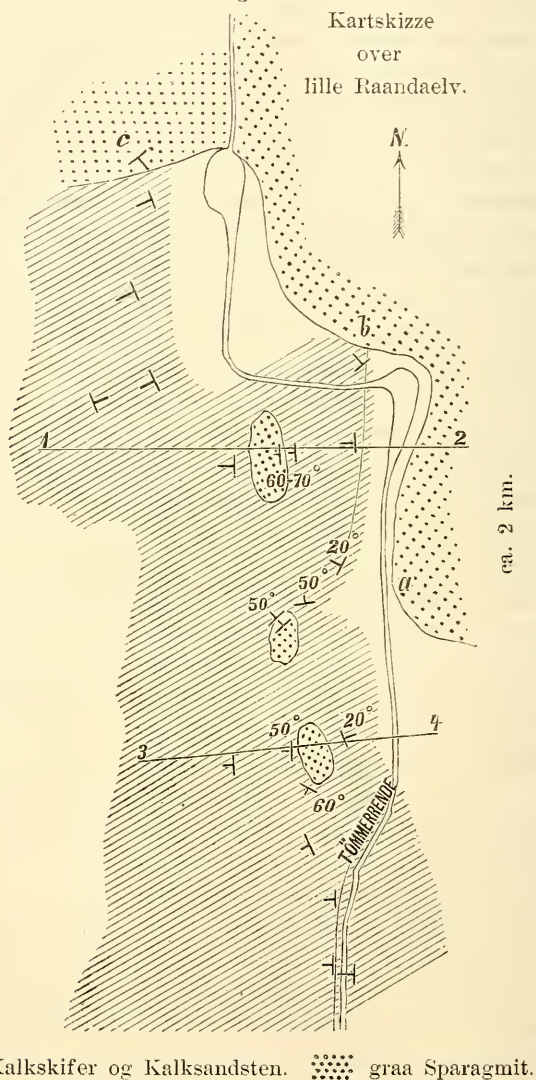 Kartskizze
over
lille Raandaelv.
N.
c
b
1
2
60-70°
ca. 2 km.
20°
50°
50°
a
50°
20°
4
3
60°
TÖMMERRENDE
Kalkskifer og Kalksandsten. graa Sparagmit.